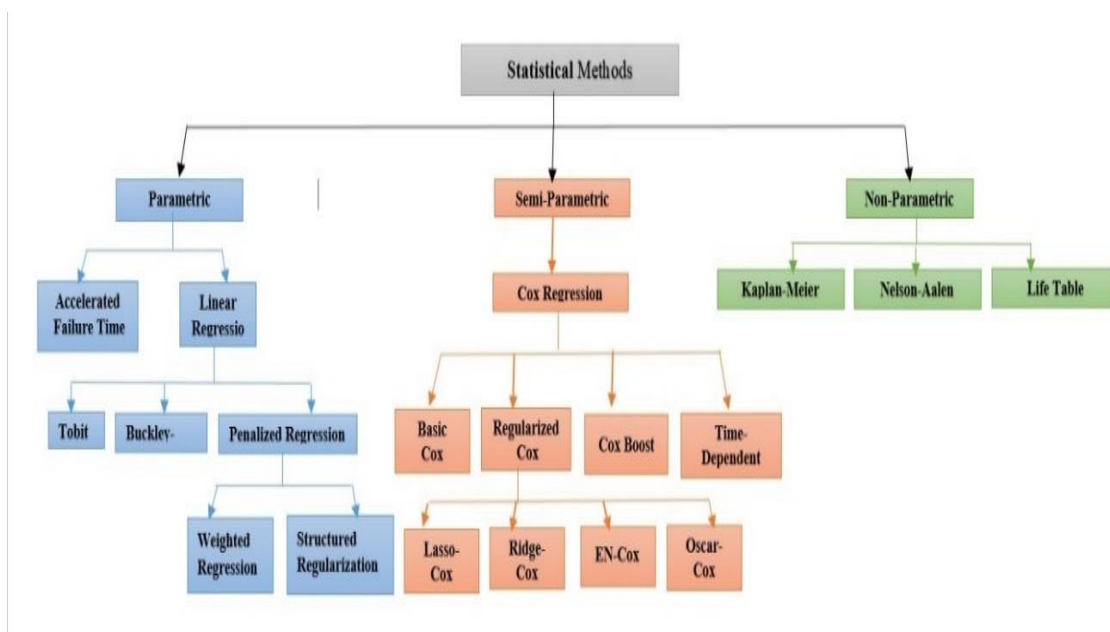 Statistical Methods
Parametric
Semi-Parametric
Non-Parametric
Accelerated
Failure Time
Linear
Regressio
Cox Regression
Kaplan-Meier
Nelson-Aalen
Life Table
Tobit
Buckley-
Penalized Regression
Basic
Cox
Regularized
Cox
Cox Boost
Time-
Dependent
Weighted
Regression
Structured
Regularization
Lasso-
Cox
Ridge-
Cox
EN-Cox
Oscar-
Cox